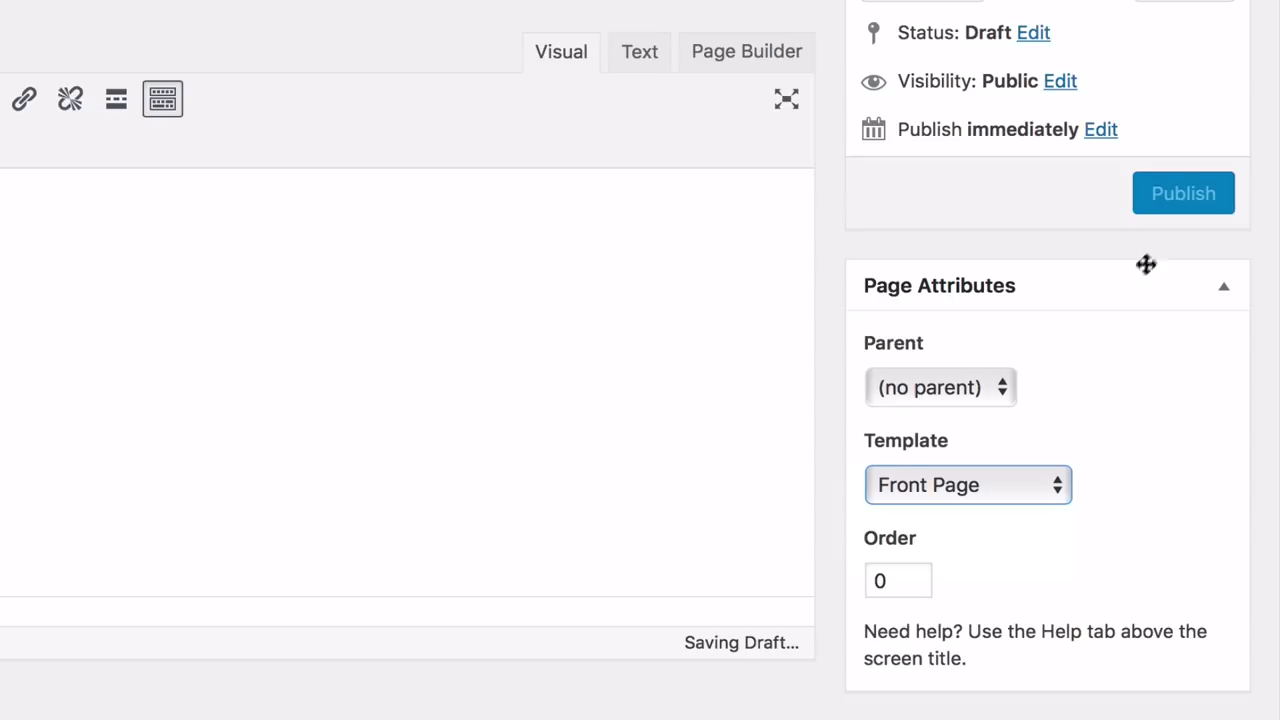 Visual
Text
Page Builder
Status: Draft Edit
Visibility: Public Edit
Publish immediately Edit
Publish
Page Attributes
Parent
(no parent)
Template
Front Page
Order
0
Need help? Use the Help tab above the
screen title.
Saving Draft...